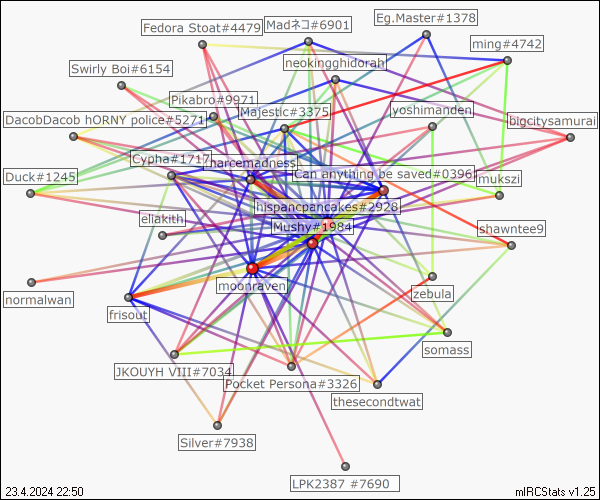 Madネコ#6901
Eg.Master#1378
Fedora Stoat#4479
ming#4742
neokingghidorah
Swirly Boi#6154
Pikabro#9971
Majestic#3375
yoshimanden
bigcitysamurai
DacobDacob hORNY police#5271
Cypha#1717
harcemadness
Can anything be saved#0396
Duck#1245
mukszi
hispancpancakes#2928
eliakith
Mushy#1984
shawntee9
moonraven
zebula
normalwan
frisout
somass
JKOUYH VIII#7034
Pocket Persona#3326
thesecondtwat
Silver#7938
LPK2387 #7690
23.4.2024 22:50
mIRCStats v1.25